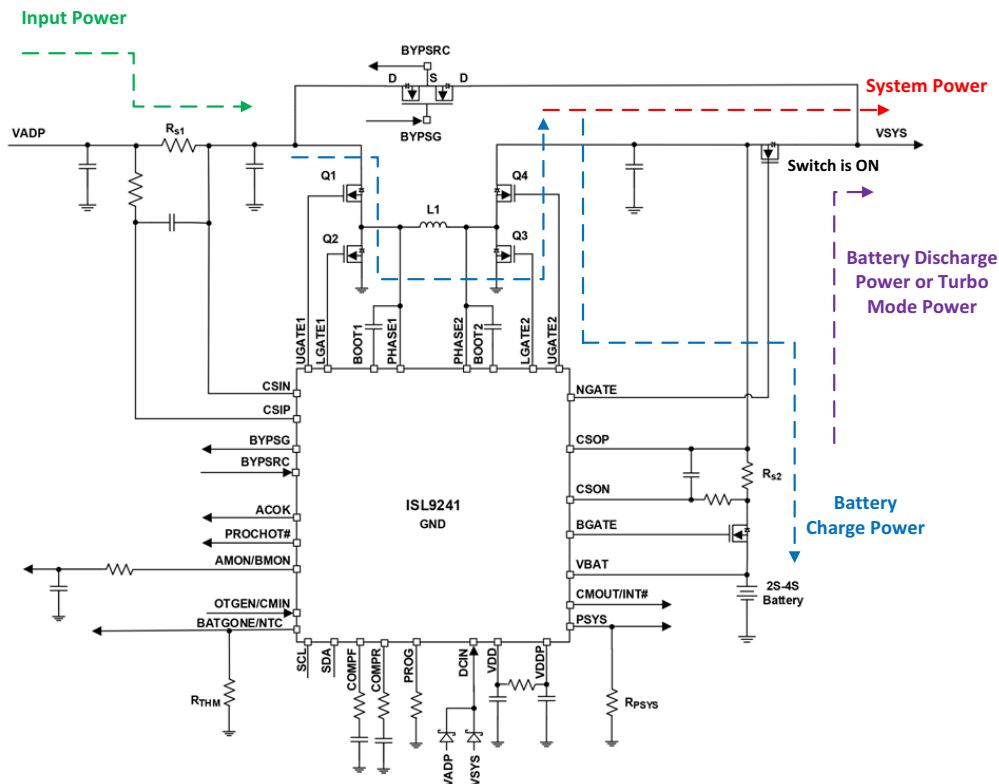 Input Power
BYPSRC
D S D
System Power
BYPSG
VADP
Rs1
VSYS
Switch is ON
Q1
Q4
L1
Q2
Q3
Battery Discharge
Power or Turbo
Mode Power
UGATE1
LGATE1
BOOT1
PHASE1
PHASE2
BOOT2
LGATE2
UGATE2
CSIN
NGATE
CSIP
BYPSG
CSOP
BYPSRC
Rs2
CSON
ISL9241
GND
Battery
Charge Power
ACOK
BGATE
PROCHOT#
AMON/BMON
VBAT
2S-4S
Battery
OTGEN/CMIN
CMOUT/INT#
BATGONE/NTC
PSYS
SCL
SDA
COMPF
COMPR
PROG
DCIN
VDD
VDDP
RTHM
RPSYS
VADP
VSYS